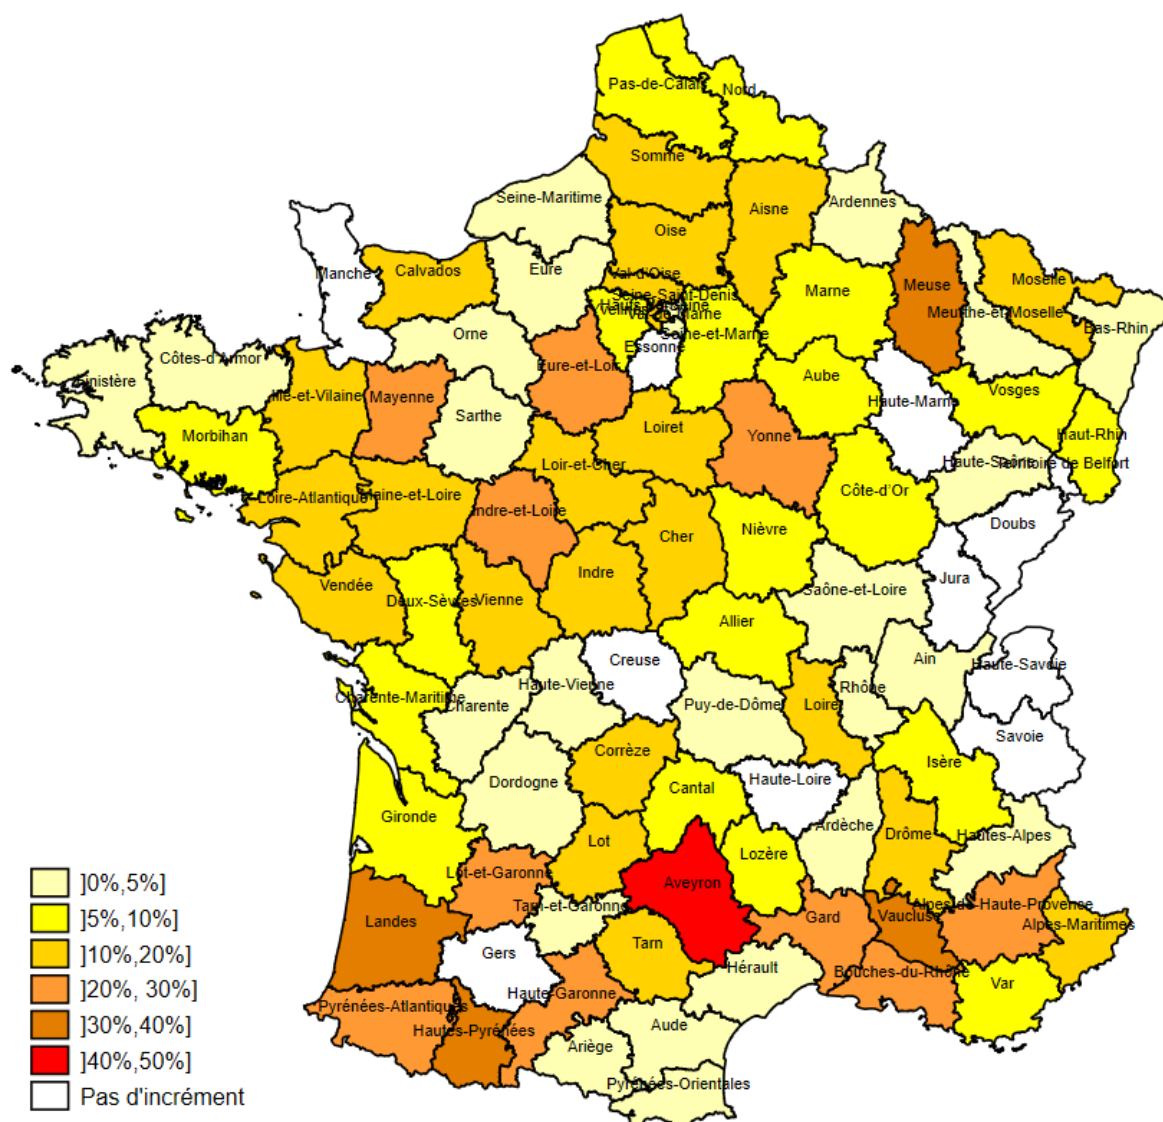 Pas-de-Calais
Nord
Somme
Seine-Maritime
Aisne
Ardennes
Oise
Manche
Calvados
Eure
Val-d'Oise
Meuse
Moselle
Marne
Seine-Saint-Denis
Yvelines
Val-de-Marne
Meurthe-et-Moselle
Bas-Rhin
Orne
Seine-et-Marne
Essonne
Côtes-d'Armor
Finistère
Eure-et-Loir
Aube
Vosges
Ille-et-Vilaine
Mayenne
Haute-Marne
Sarthe
Loiret
Yonne
Morbihan
Haut-Rhin
Loir-et-Cher
Haute-Saône
Territoire de Belfort
Loire-Atlantique
Maine-et-Loire
Côte-d'Or
Indre-et-Loire
Doubs
Nièvre
Cher
Indre
Jura
Vendée
Deux-Sèvres
Vienne
Saône-et-Loire
Allier
Creuse
Ain
Haute-Savoie
Haute-Vienne
Rhône
Charente-Maritime
Charente
Puy-de-Dôme
Loire
Savoie
Corrèze
Isère
Dordogne
Cantal
Haute-Loire
Gironde
Ardèche
Drôme
Hautes-Alpes
Lot
Lozère
Lot-et-Garonne
Aveyron
Tarn-et-Garonne
Landes
Gard
Vaucluse
Alpes-de-Haute-Provence
Alpes-Maritimes
Gers
Tarn
Hérault
Bouches-du-Rhône
Var
Haute-Garonne
Pyrénées-Atlantiques
Hautes-Pyrénées
Aude
Ariège
Pyrénées-Orientales
]0%,5%]
]5%,10%]
]10%,20%]
]20%, 30%]
]30%,40%]
]40%,50%]
Pas d'incrément